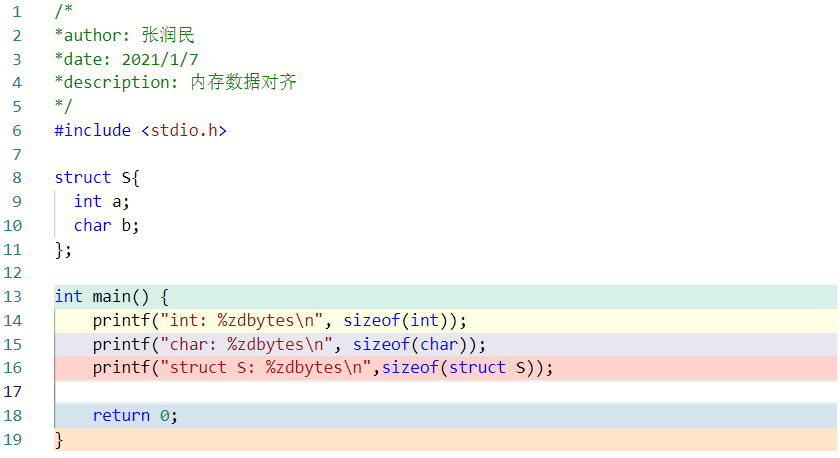 1 /*
2 *author: 张润民
3 *date: 2021/1/7
4 *description: 内存数据对齐
5 */
6 #include <stdio.h>
7
8 struct S{
9   int a;
10   char b;
11 };
12
13 int main() {
14     printf("int: %zdbytes\n", sizeof(int));
15     printf("char: %zdbytes\n", sizeof(char));
16     printf("struct S: %zdbytes\n",sizeof(struct S));
17
18     return 0;
19 }